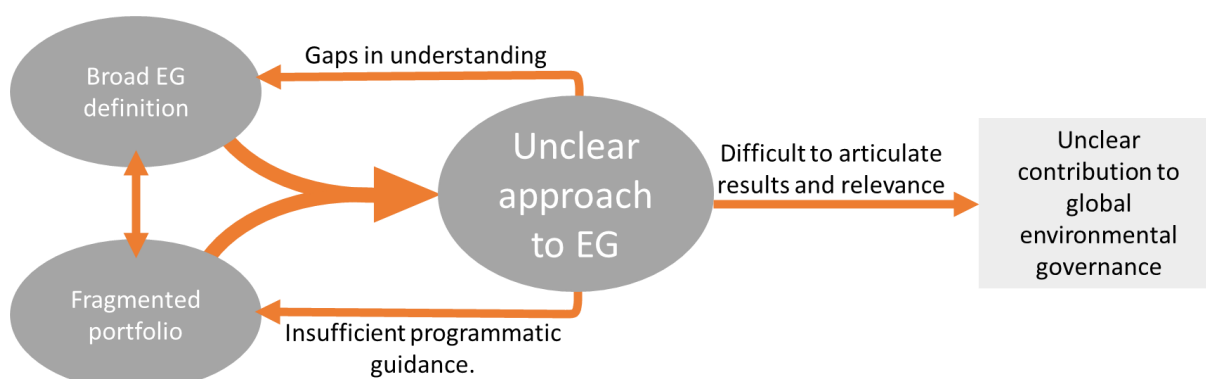 Gaps in understanding
Broad EG
definition
Unclear
approach
to EG
Difficult to articulate
results and relevance
Unclear
contribution to
global
environmental
governance
Fragmented
portfolio
Insufficient programmatic
guidance.